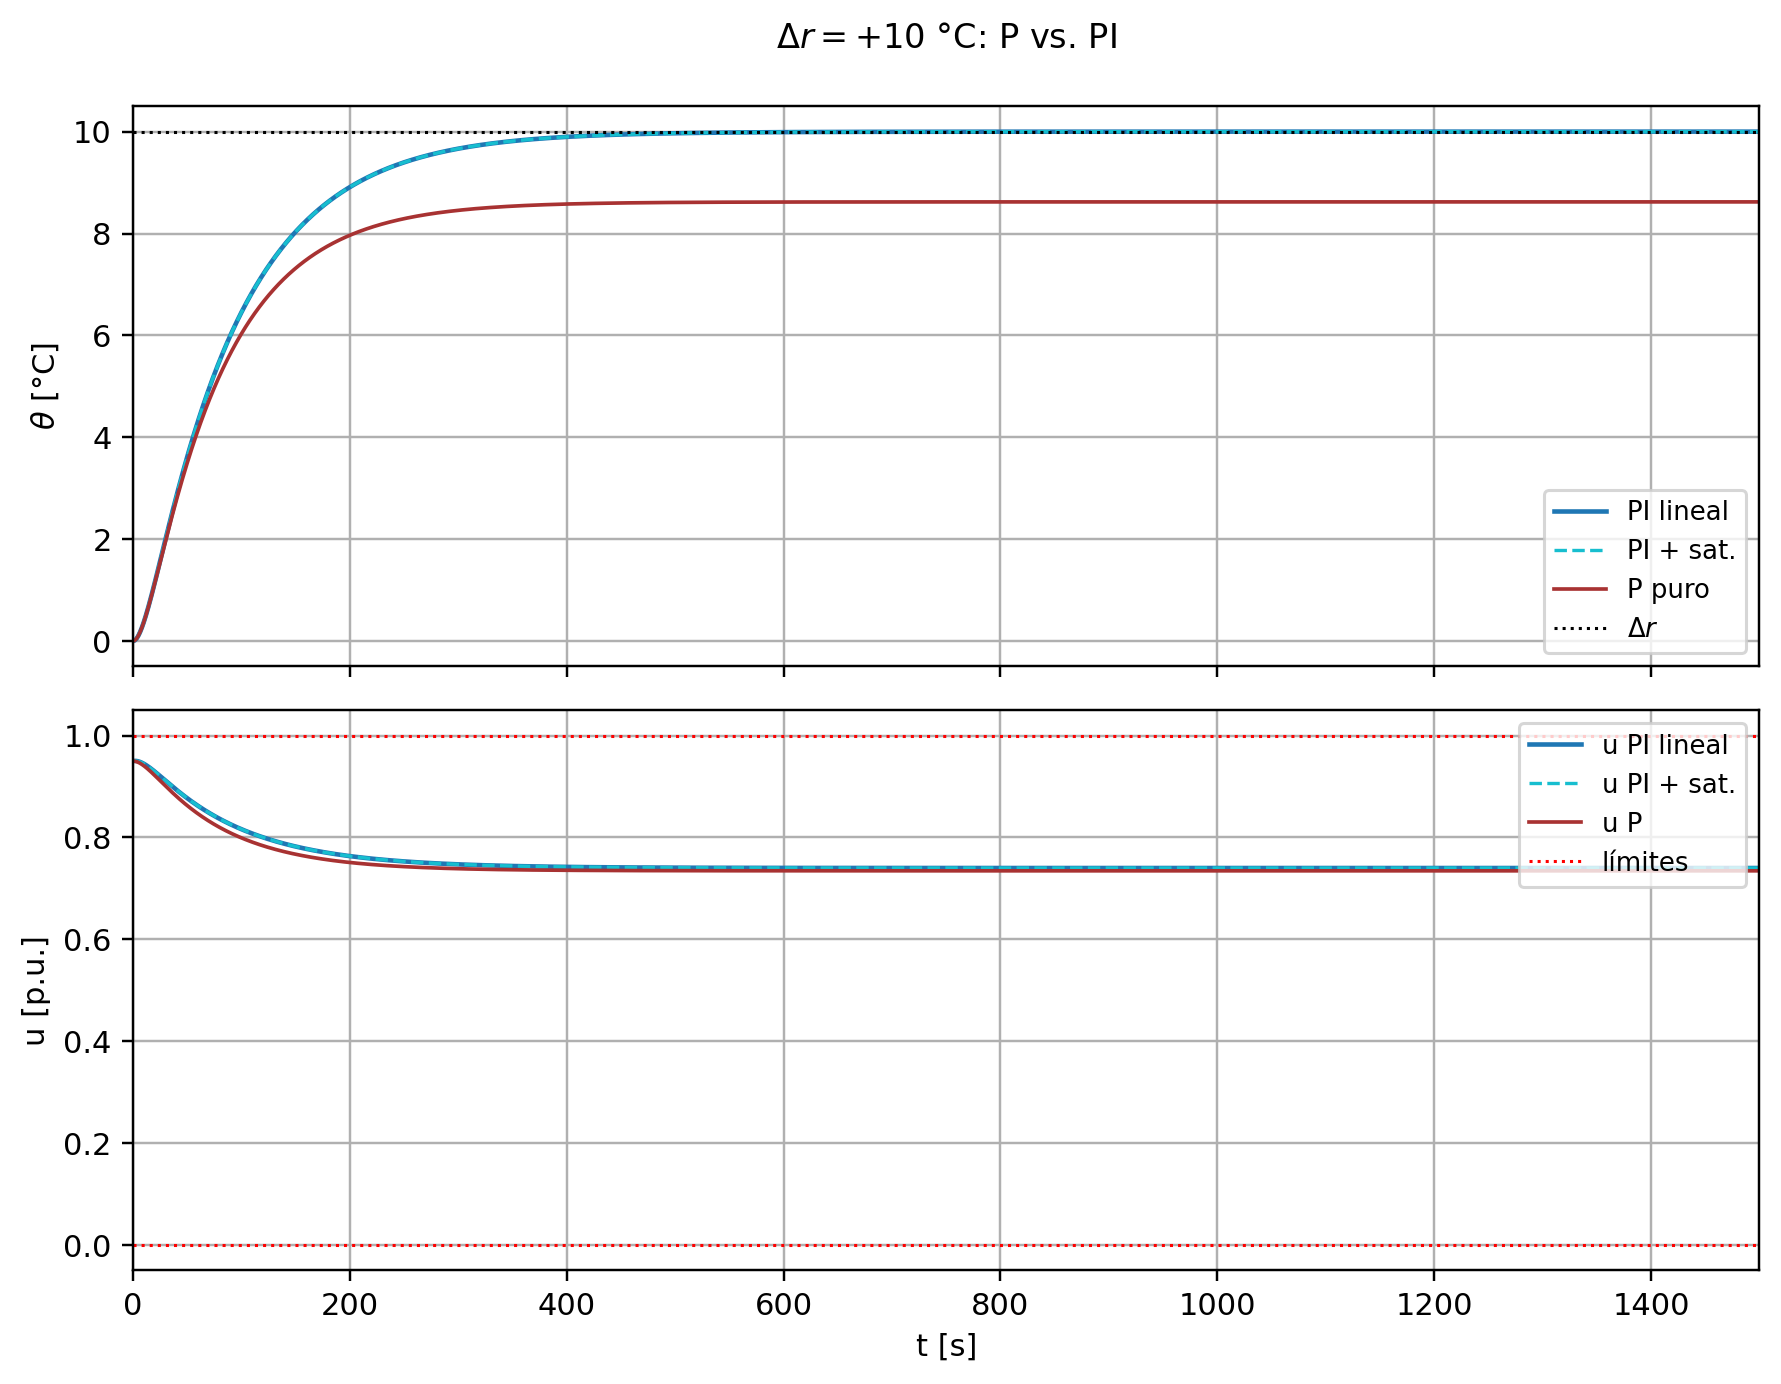 Δr = +10 °C: P vs. PI
10
8
6
4
2
0
θ [°C]
PI lineal
PI + sat.
P puro
Δr
1.0
0.8
0.6
0.4
0.2
0.0
u [p.u.]
u PI lineal
u PI + sat.
u P
límites
0 200 400 600 800 1000 1200 1400
t [s]